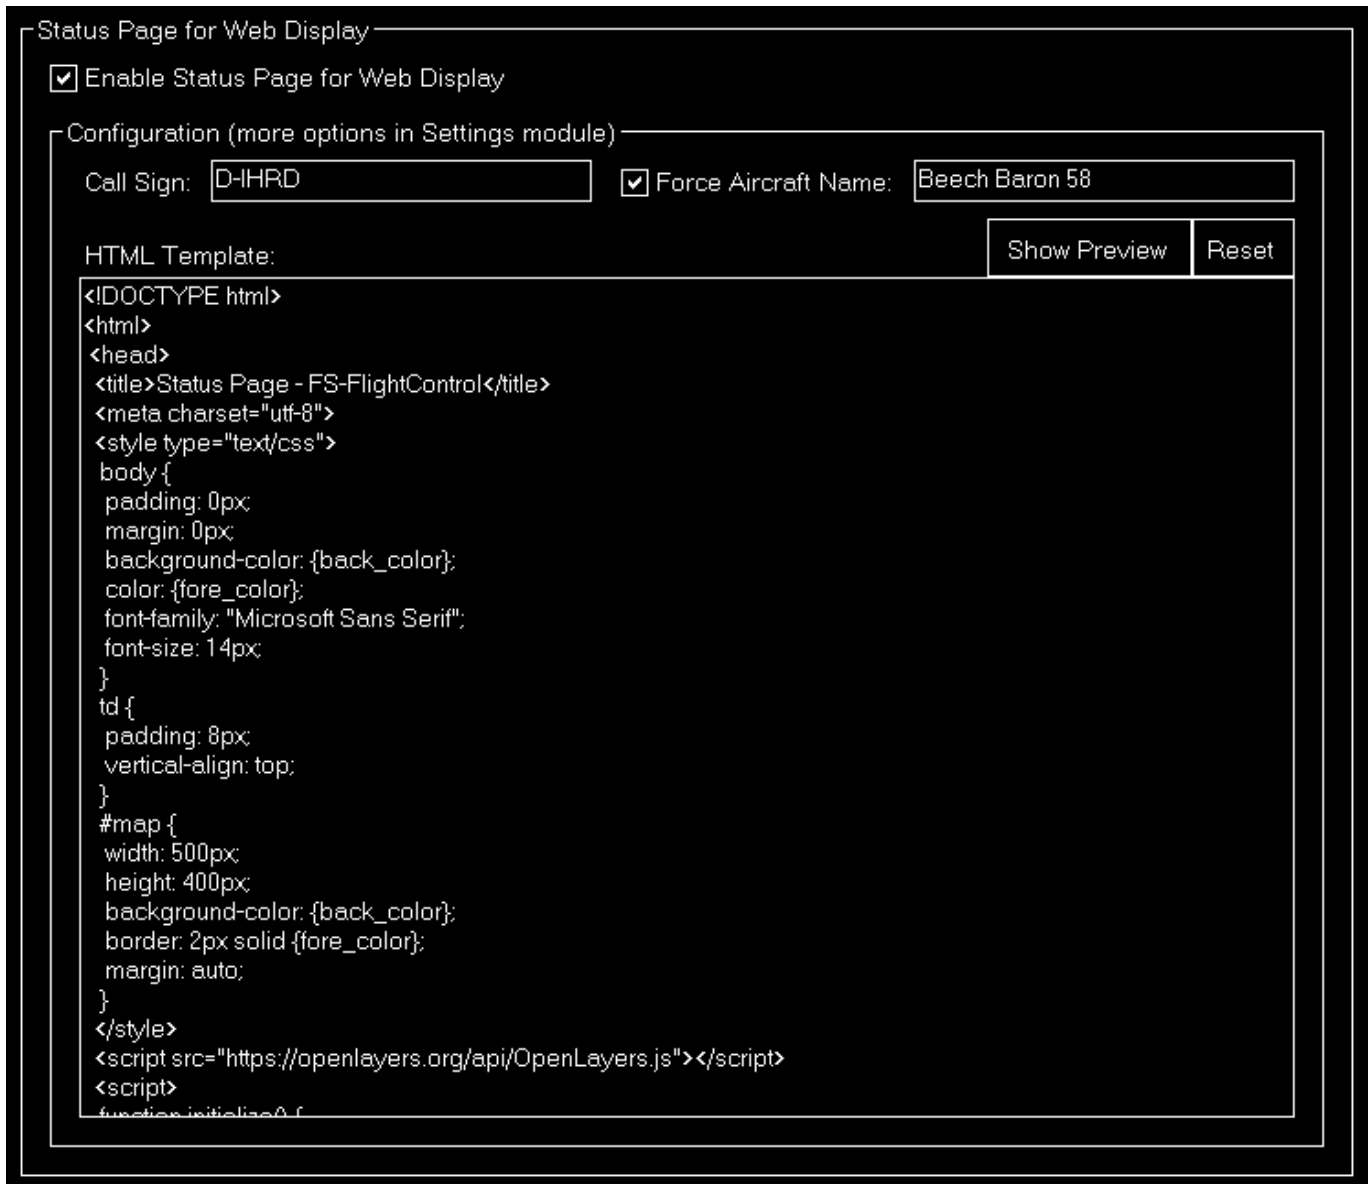 Status Page for Web Display
Enable Status Page for Web Display
Configuration (more options in Settings module)
Call Sign: D-IHRD Force Aircraft Name: Beech Baron 58
HTML Template: Show Preview Reset
<!DOCTYPE html>
<html>
<head>
<title>Status Page - FS-FlightControl</title>
<meta charset="utf-8">
<style type="text/css">
body {
padding: 0px;
margin: 0px;
background-color: {back_color};
color: {fore_color};
font-family: "Microsoft Sans Serif";
font-size: 14px;
}
td {
padding: 8px;
vertical-align: top;
}
#map {
width: 500px;
height: 400px;
background-color: {back_color};
border: 2px solid {fore_color};
margin: auto;
}
</style>
<script src="https://openlayers.org/api/OpenLayers.js"></script>
<script>
function initialize() {